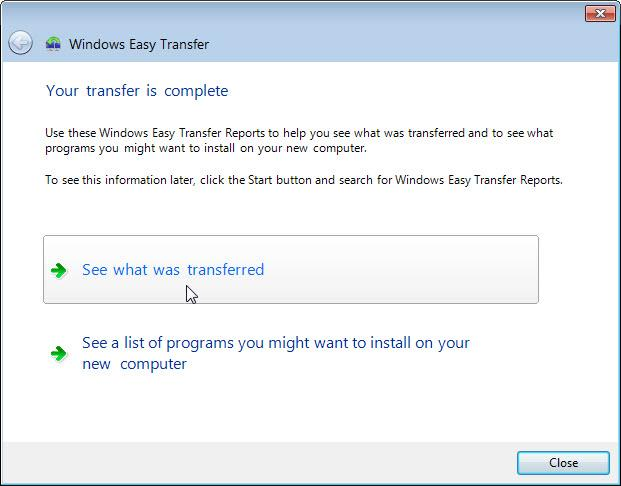 Windows Easy Transfer
Your transfer is complete
Use these Windows Easy Transfer Reports to help you see what was transferred and to see what
programs you might want to install on your new computer.
To see this information later, click the Start button and search for Windows Easy Transfer Reports.
See what was transferred
See a list of programs you might want to install on your
new computer
Close